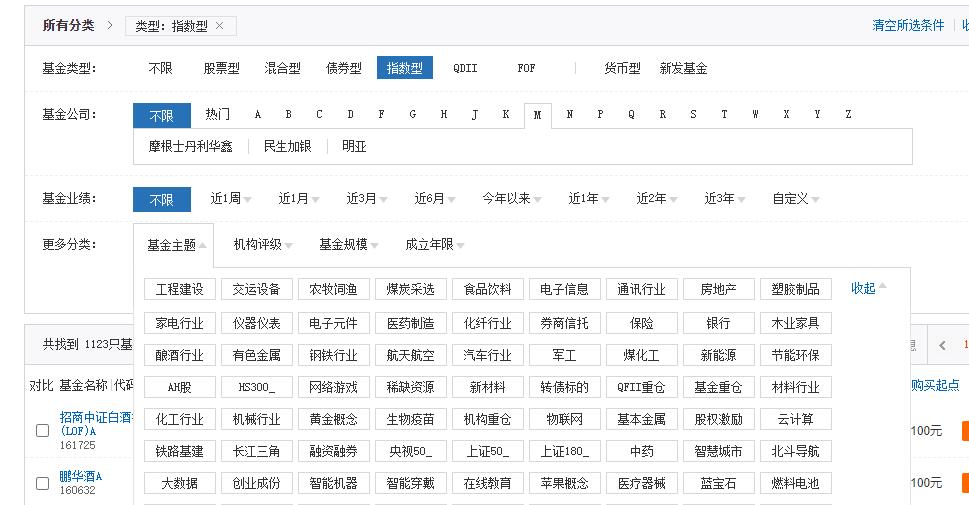 所有分类 > 类型: 指数型 × 清空所选条件
基金类型: 不限 股票型 混合型 债券型 指数型 QDII FOF | 货币型 新发基金
基金公司: 不限 热门 A B C D F G H J K M N P Q R S T W X Y Z
摩根士丹利华鑫 民生加银 明亚
基金业绩: 不限 近1周 近1月 近3月 近6月 今年以来 近1年 近2年 近3年 自定义
更多分类: 基金主题 机构评级 基金规模 成立年限
工程建设 交运设备 农牧饲渔 煤炭采选 食品饮料 电子信息 通讯行业 房地产 塑胶制品 收起
家电行业 仪器仪表 电子元件 医药制造 化纤行业 券商信托 保险 银行 木业家具
共找到 1123只基
酿酒行业 有色金属 钢铁行业 航天航空 汽车行业 军工 煤化工 新能源 节能环保
对比 基金名称|代码 AH股 HS300_ 网络游戏 稀缺资源 新材料 转债标的 QFII重仓 基金重仓 材料行业 购买起点
招商中证白酒
化工行业 机械行业 黄金概念 生物疫苗 机构重仓 物联网 基本金属 股权激励 云计算
(LOF)A 100元
161725
铁路基建 长江三角 融资融券 央视50_ 上证50_ 上证180_ 中药 智慧城市 北斗导航
鹏华酒A
160632
大数据 创业成份 智能机器 智能穿戴 在线教育 苹果概念 医疗器械 蓝宝石 燃料电池 100元